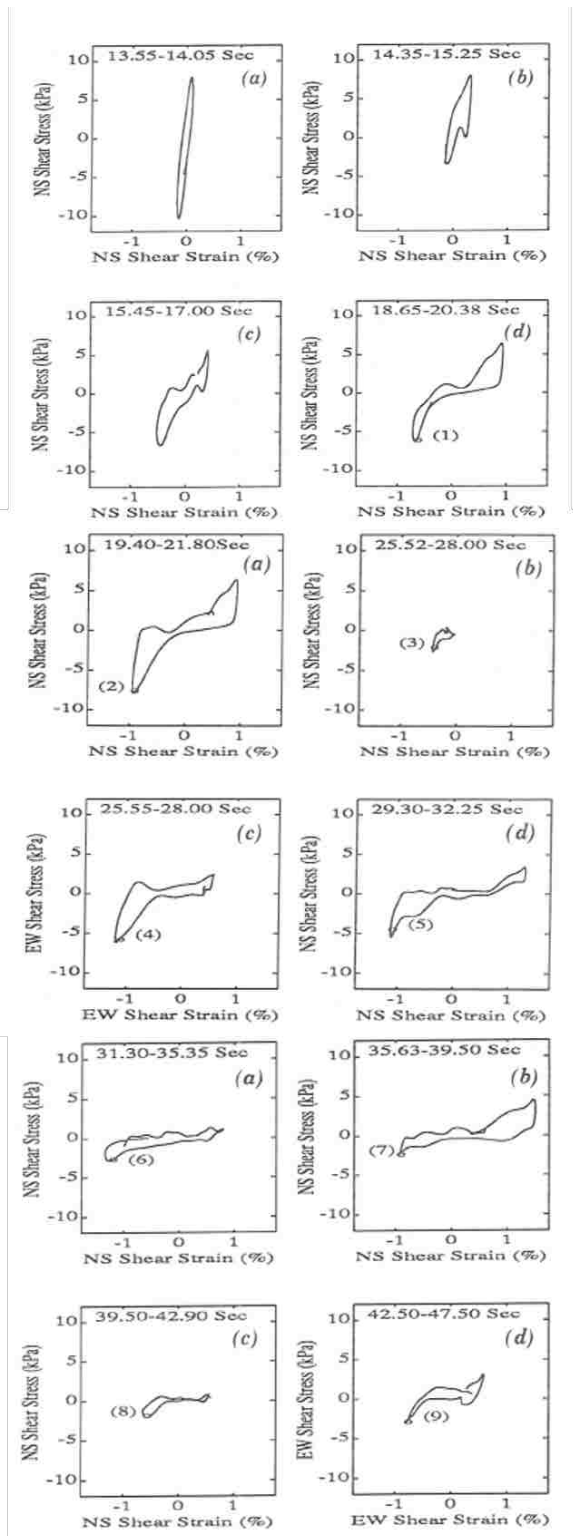 13.55-14.05 Sec
(a)
10
5
0
-5
-10
NS Shear Stress (kPa)
-1 0 1
NS Shear Strain (%)
14.35-15.25 Sec
(b)
10
5
0
-5
-10
NS Shear Stress (kPa)
-1 0 1
NS Shear Strain (%)
15.45-17.00 Sec
(c)
10
5
0
-5
-10
NS Shear Stress (kPa)
-1 0 1
NS Shear Strain (%)
18.65-20.38 Sec
(d)
10
5
0
-5
-10
(1)
NS Shear Stress (kPa)
-1 0 1
NS Shear Strain (%)
19.40-21.80Sec
(a)
10
5
0
-5
-10
(2)
NS Shear Stress (kPa)
-1 0 1
NS Shear Strain (%)
25.52-28.00 Sec
(b)
10
5
0
-5
-10
(3)
NS Shear Stress (kPa)
-1 0 1
NS Shear Strain (%)
25.55-28.00 Sec
(c)
10
5
0
-5
-10
(4)
EW Shear Stress (kPa)
-1 0 1
EW Shear Strain (%)
29.30-32.25 Sec
(d)
10
5
0
-5
-10
(5)
NS Shear Stress (kPa)
-1 0 1
NS Shear Strain (%)
31.30-35.35 Sec
(a)
10
5
0
-5
-10
(6)
NS Shear Stress (kPa)
-1 0 1
NS Shear Strain (%)
35.63-39.50 Sec
(b)
10
5
0
-5
-10
(7)
NS Shear Stress (kPa)
-1 0 1
NS Shear Strain (%)
39.50-42.90 Sec
(c)
10
5
0
-5
-10
(8)
NS Shear Stress (kPa)
-1 0 1
NS Shear Strain (%)
42.50-47.50 Sec
(d)
10
5
0
-5
-10
(9)
EW Shear Stress (kPa)
-1 0 1
EW Shear Strain (%)